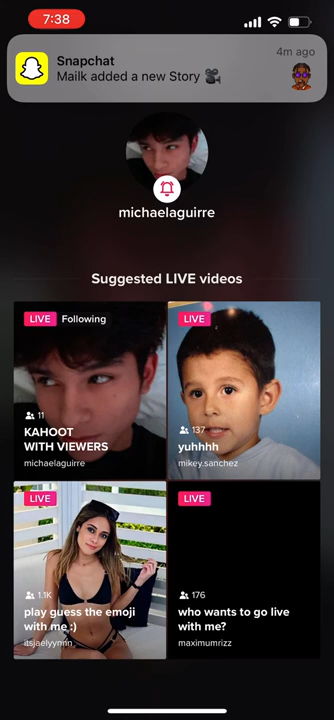 7:38
Snapchat
4m ago
Mailk added a new Story 🎥
michaelaguirre
Suggested LIVE videos
LIVE Following
11
KAHOOT
WITH VIEWERS
michaelaguirre
LIVE
137
yuhhhh
mikey.sanchez
LIVE
1.1K
play guess the emoji
with me :)
itsjaelyynnn
LIVE
176
who wants to go live
with me?
maximumrizz